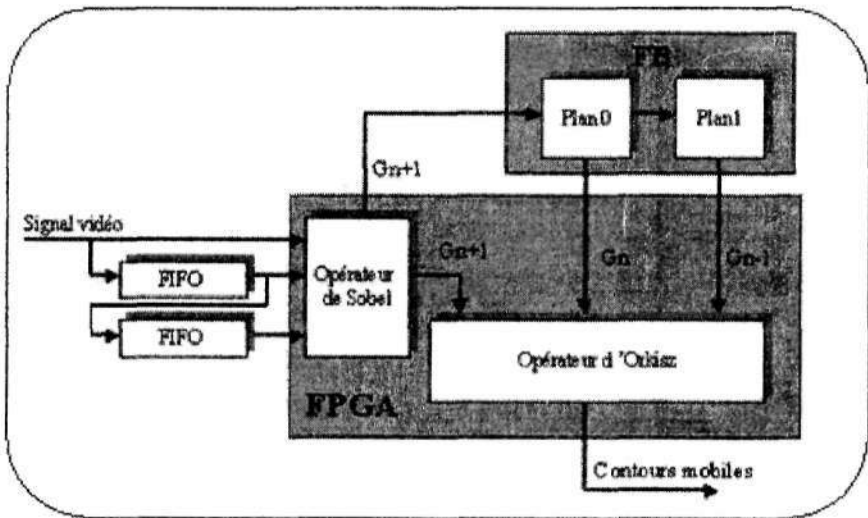 FB
Plan0
Plan1
Gn+1
Signal vidéo
FIFO
FIFO
Opérateur
de Sobel
Gn+1
Gn
Gn-1
Opérateur d 'Orkisz
FPGA
Contours mobiles